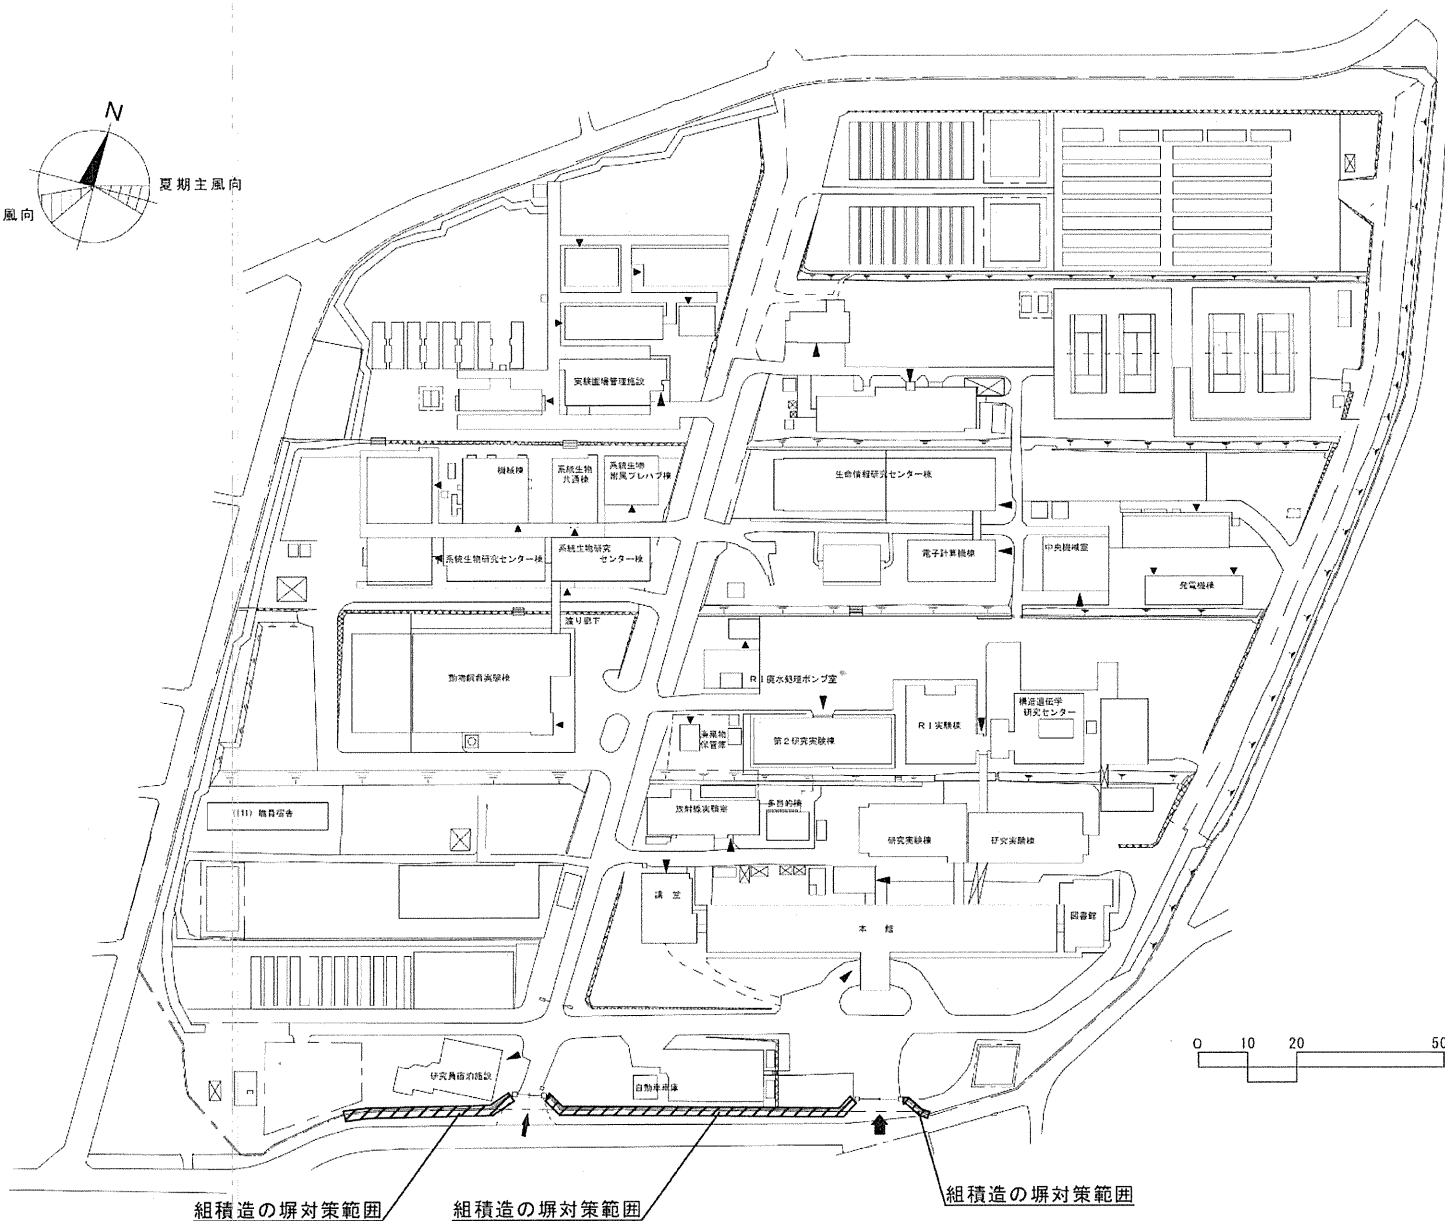 N
夏期主風向
風向
実験圃場管理施設
機械棟
系統生物
共通棟
系統生物
附属プレハブ棟
生命情報研究センター棟
系統生物研究センター棟
系統生物研究
センター棟
電子計算機棟
中央機械室
発電機棟
渡り廊下
動物飼育実験棟
RI廃水処理ポンプ室
廃棄物
保管庫
第2研究実験棟
RI実験棟
構造遺伝学
研究センター
職員宿舎
放射線実験室
多目的棟
研究実験棟
研究実験棟
講堂
本館
図書館
研究員宿泊施設
自動車車庫
0 10 20 50
組積造の塀対策範囲
組積造の塀対策範囲
組積造の塀対策範囲